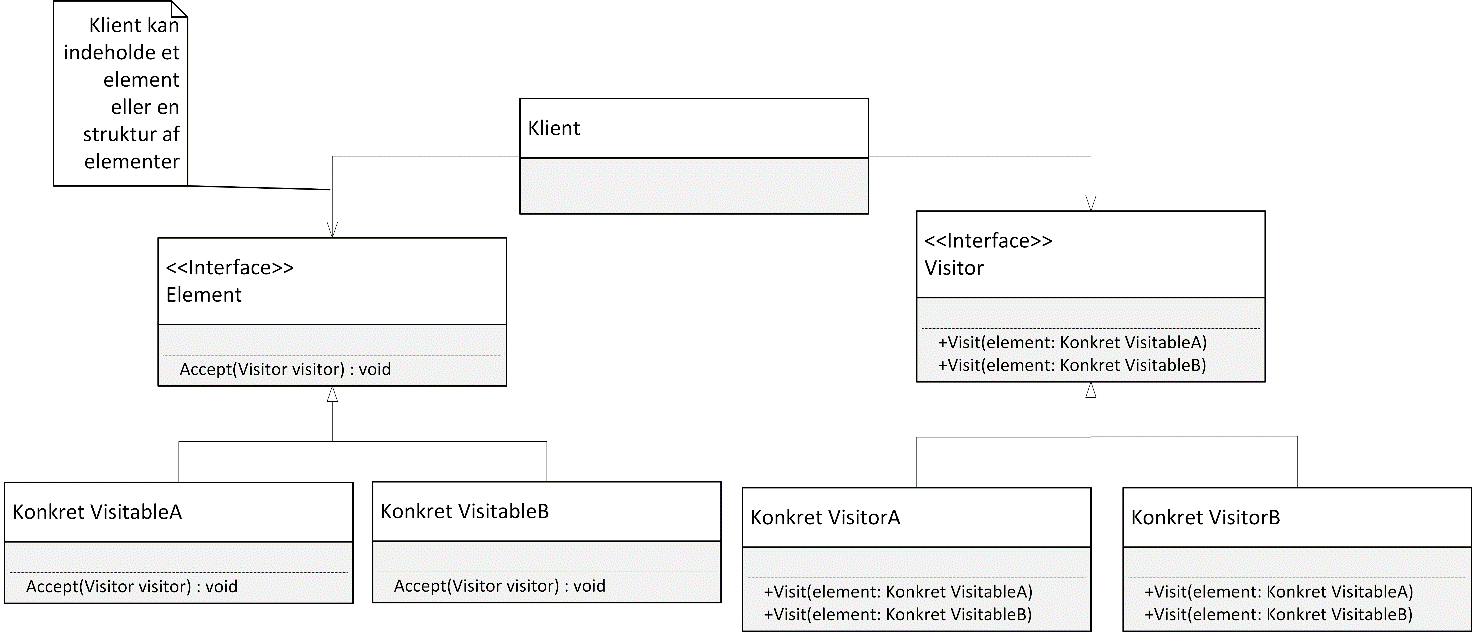 Klient kan
indeholde et
element
eller en
struktur af
elementer
Klient
<<Interface>>
Element
Accept(Visitor visitor) : void
<<Interface>>
Visitor
+Visit(element: Konkret VisitableA)
+Visit(element: Konkret VisitableB)
Konkret VisitableA
Accept(Visitor visitor) : void
Konkret VisitableB
Accept(Visitor visitor) : void
Konkret VisitorA
+Visit(element: Konkret VisitableA)
+Visit(element: Konkret VisitableB)
Konkret VisitorB
+Visit(element: Konkret VisitableA)
+Visit(element: Konkret VisitableB)